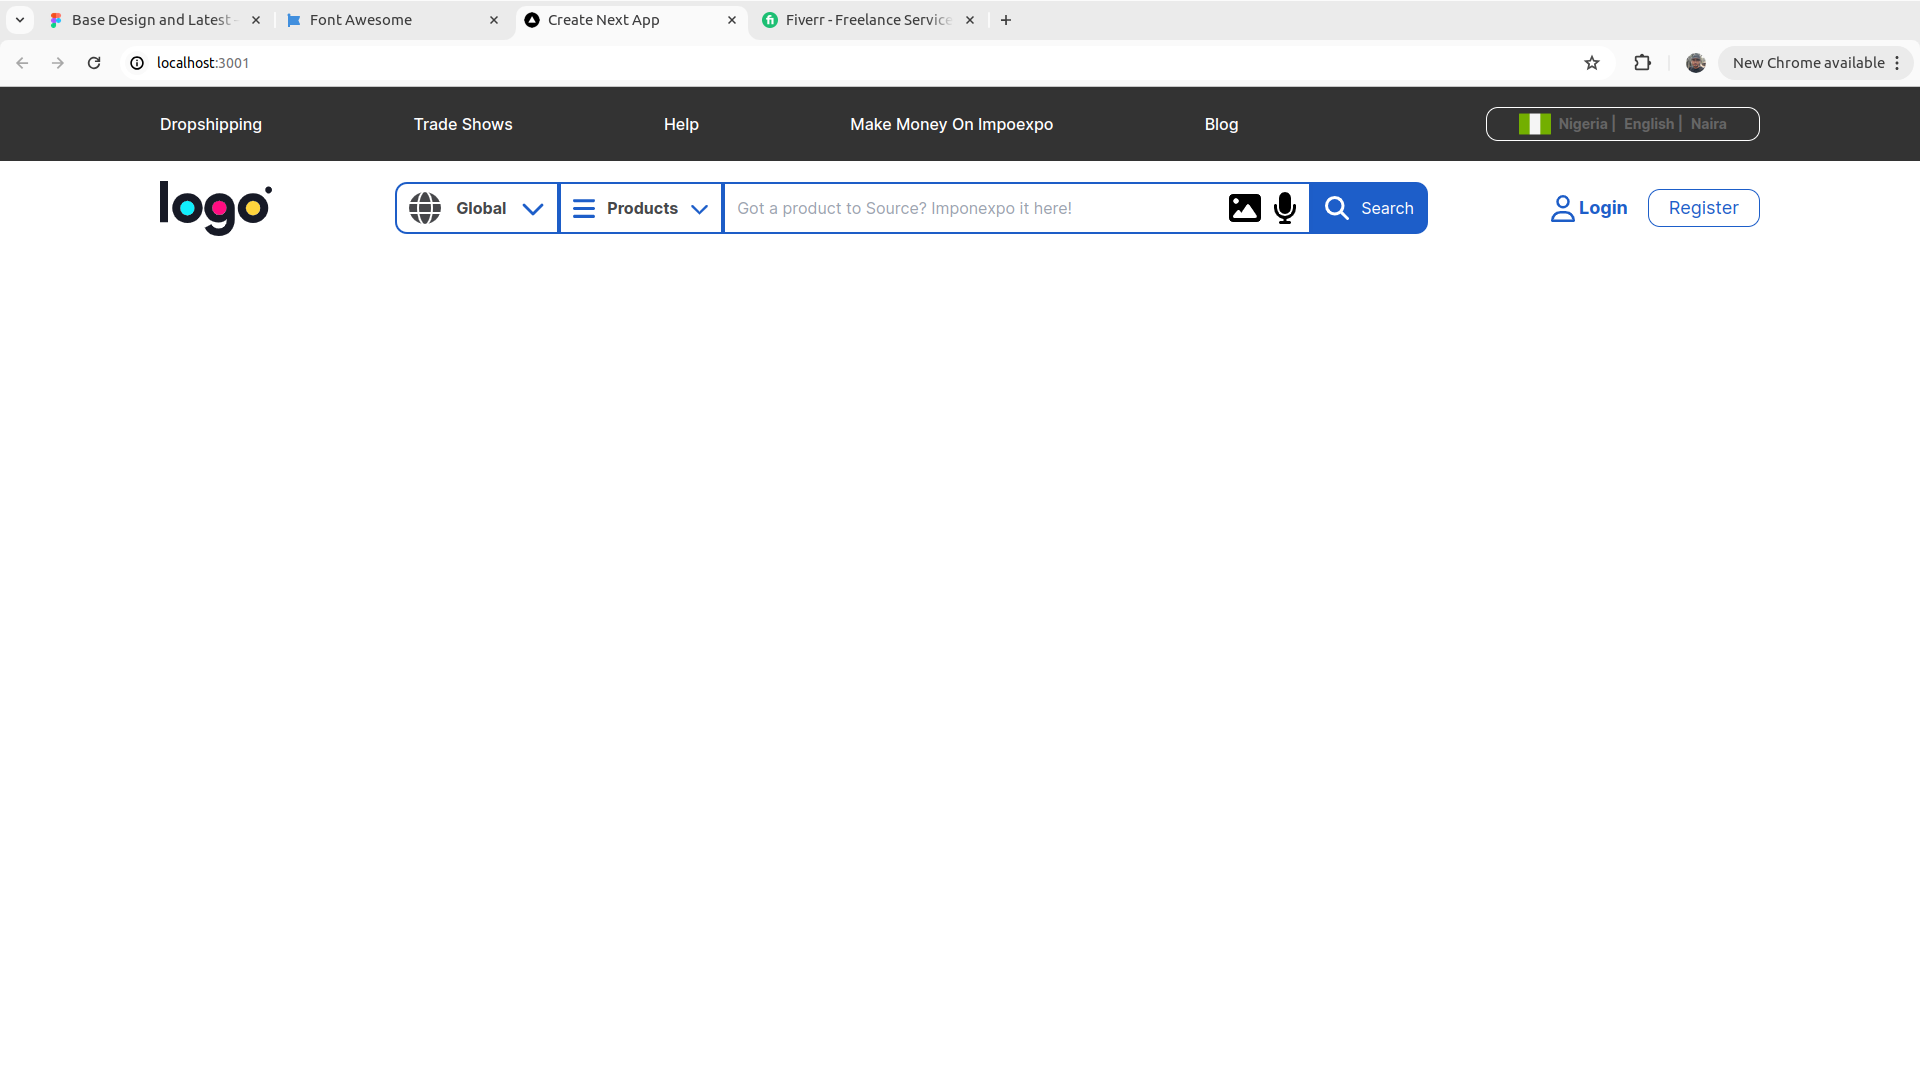 Base Design and Latest -
Font Awesome
Create Next App
Fiverr - Freelance Service
localhost:3001
New Chrome available
Dropshipping
Trade Shows
Help
Make Money On Impoexpo
Blog
Nigeria | English | Naira
logo
Global
Products
Got a product to Source? Imponexpo it here!
Search
Login
Register